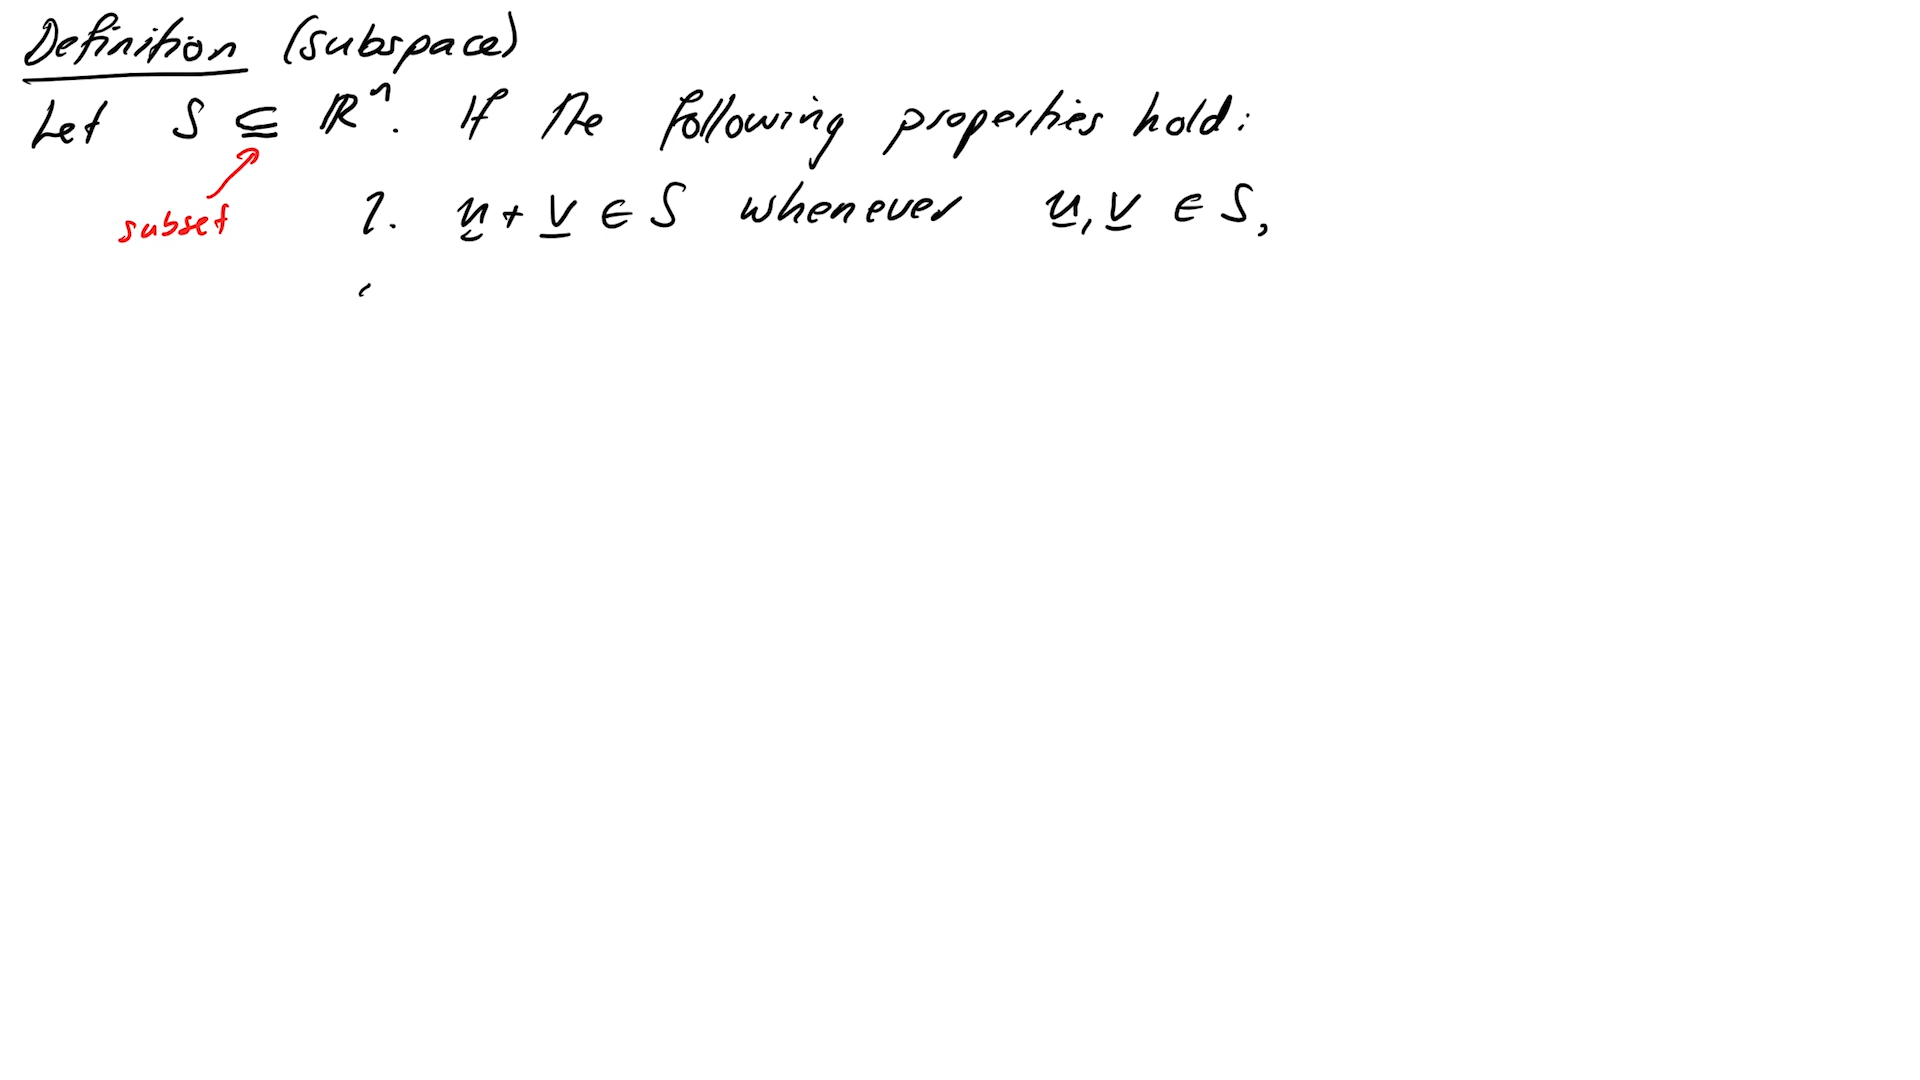 Definition (subspace)
Let S ⊆ ℝⁿ. If the following properties hold:
subset
1. u + v ∈ S whenever u, v ∈ S,